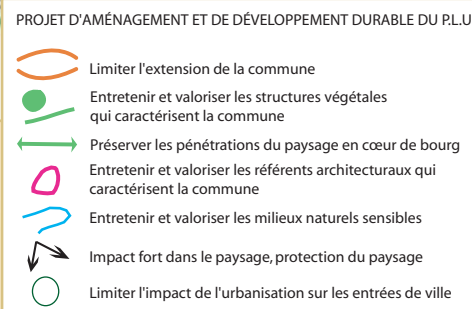 PROJET D'AMÉNAGEMENT ET DE DÉVELOPPEMENT DURABLE DU P.L.U
Limiter l'extension de la commune
Entretenir et valoriser les structures végétales
qui caractérisent la commune
Préserver les pénétrations du paysage en cœur de bourg
Entretenir et valoriser les référents architecturaux qui
caractérisent la commune
Entretenir et valoriser les milieux naturels sensibles
Impact fort dans le paysage, protection du paysage
Limiter l'impact de l'urbanisation sur les entrées de ville